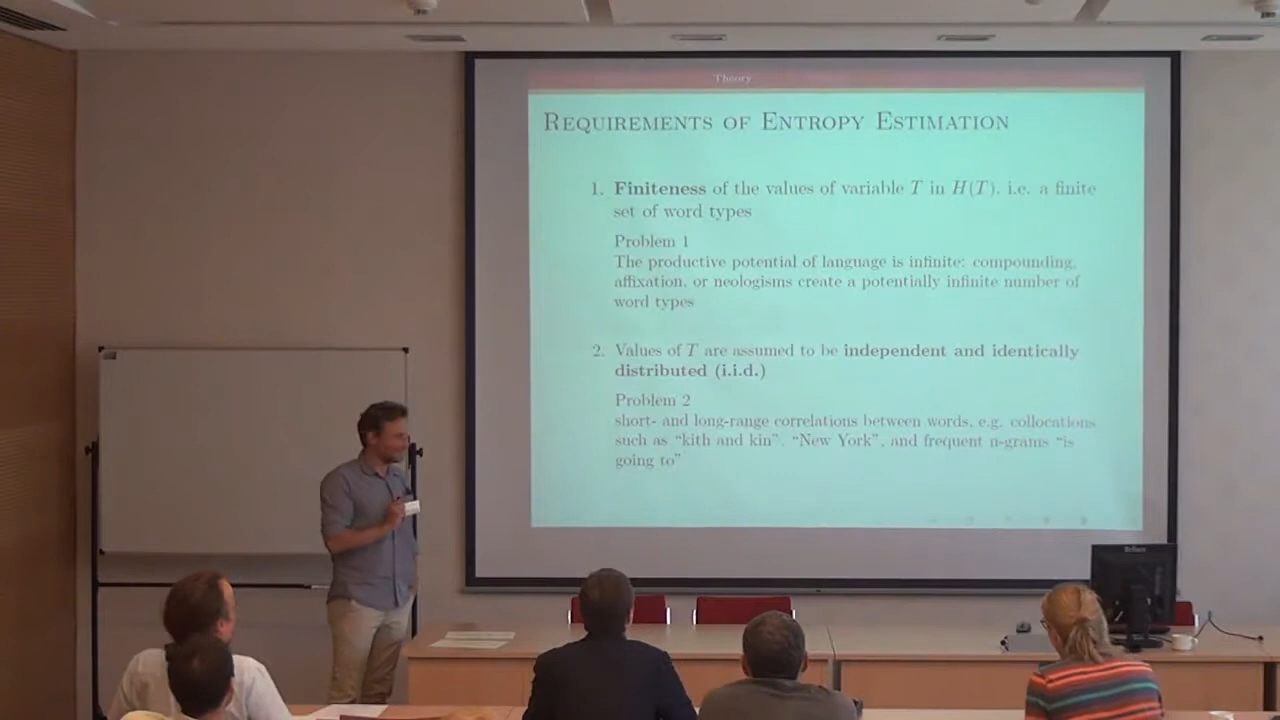 Theory
Requirements of Entropy Estimation
1. Finiteness of the values of variable T in H(T), i.e. a finite
set of word types
Problem 1
The productive potential of language is infinite: compounding,
affixation, or neologisms create a potentially infinite number of
word types
2. Values of T are assumed to be independent and identically
distributed (i.i.d.)
Problem 2
short- and long-range correlations between words, e.g. collocations
such as “kith and kin”, “New York”, and frequent n-grams “is
going to”